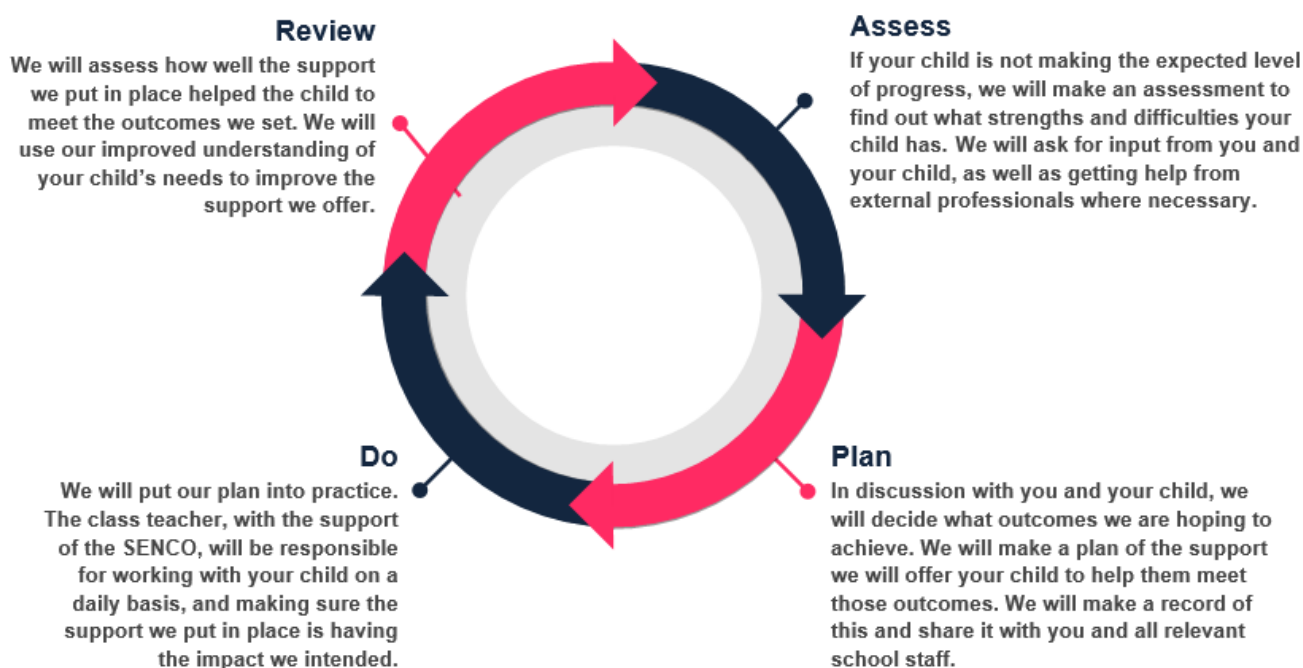 Review
We will assess how well the support
we put in place helped the child to
meet the outcomes we set. We will
use our improved understanding of
your child's needs to improve the
support we offer.
Assess
If your child is not making the expected level
of progress, we will make an assessment to
find out what strengths and difficulties your
child has. We will ask for input from you and
your child, as well as getting help from
external professionals where necessary.
Do
We will put our plan into practice.
The class teacher, with the support
of the SENCO, will be responsible
for working with your child on a
daily basis, and making sure the
support we put in place is having
the impact we intended.
Plan
In discussion with you and your child, we
will decide what outcomes we are hoping to
achieve. We will make a plan of the support
we will offer your child to help them meet
those outcomes. We will make a record of
this and share it with you and all relevant
school staff.